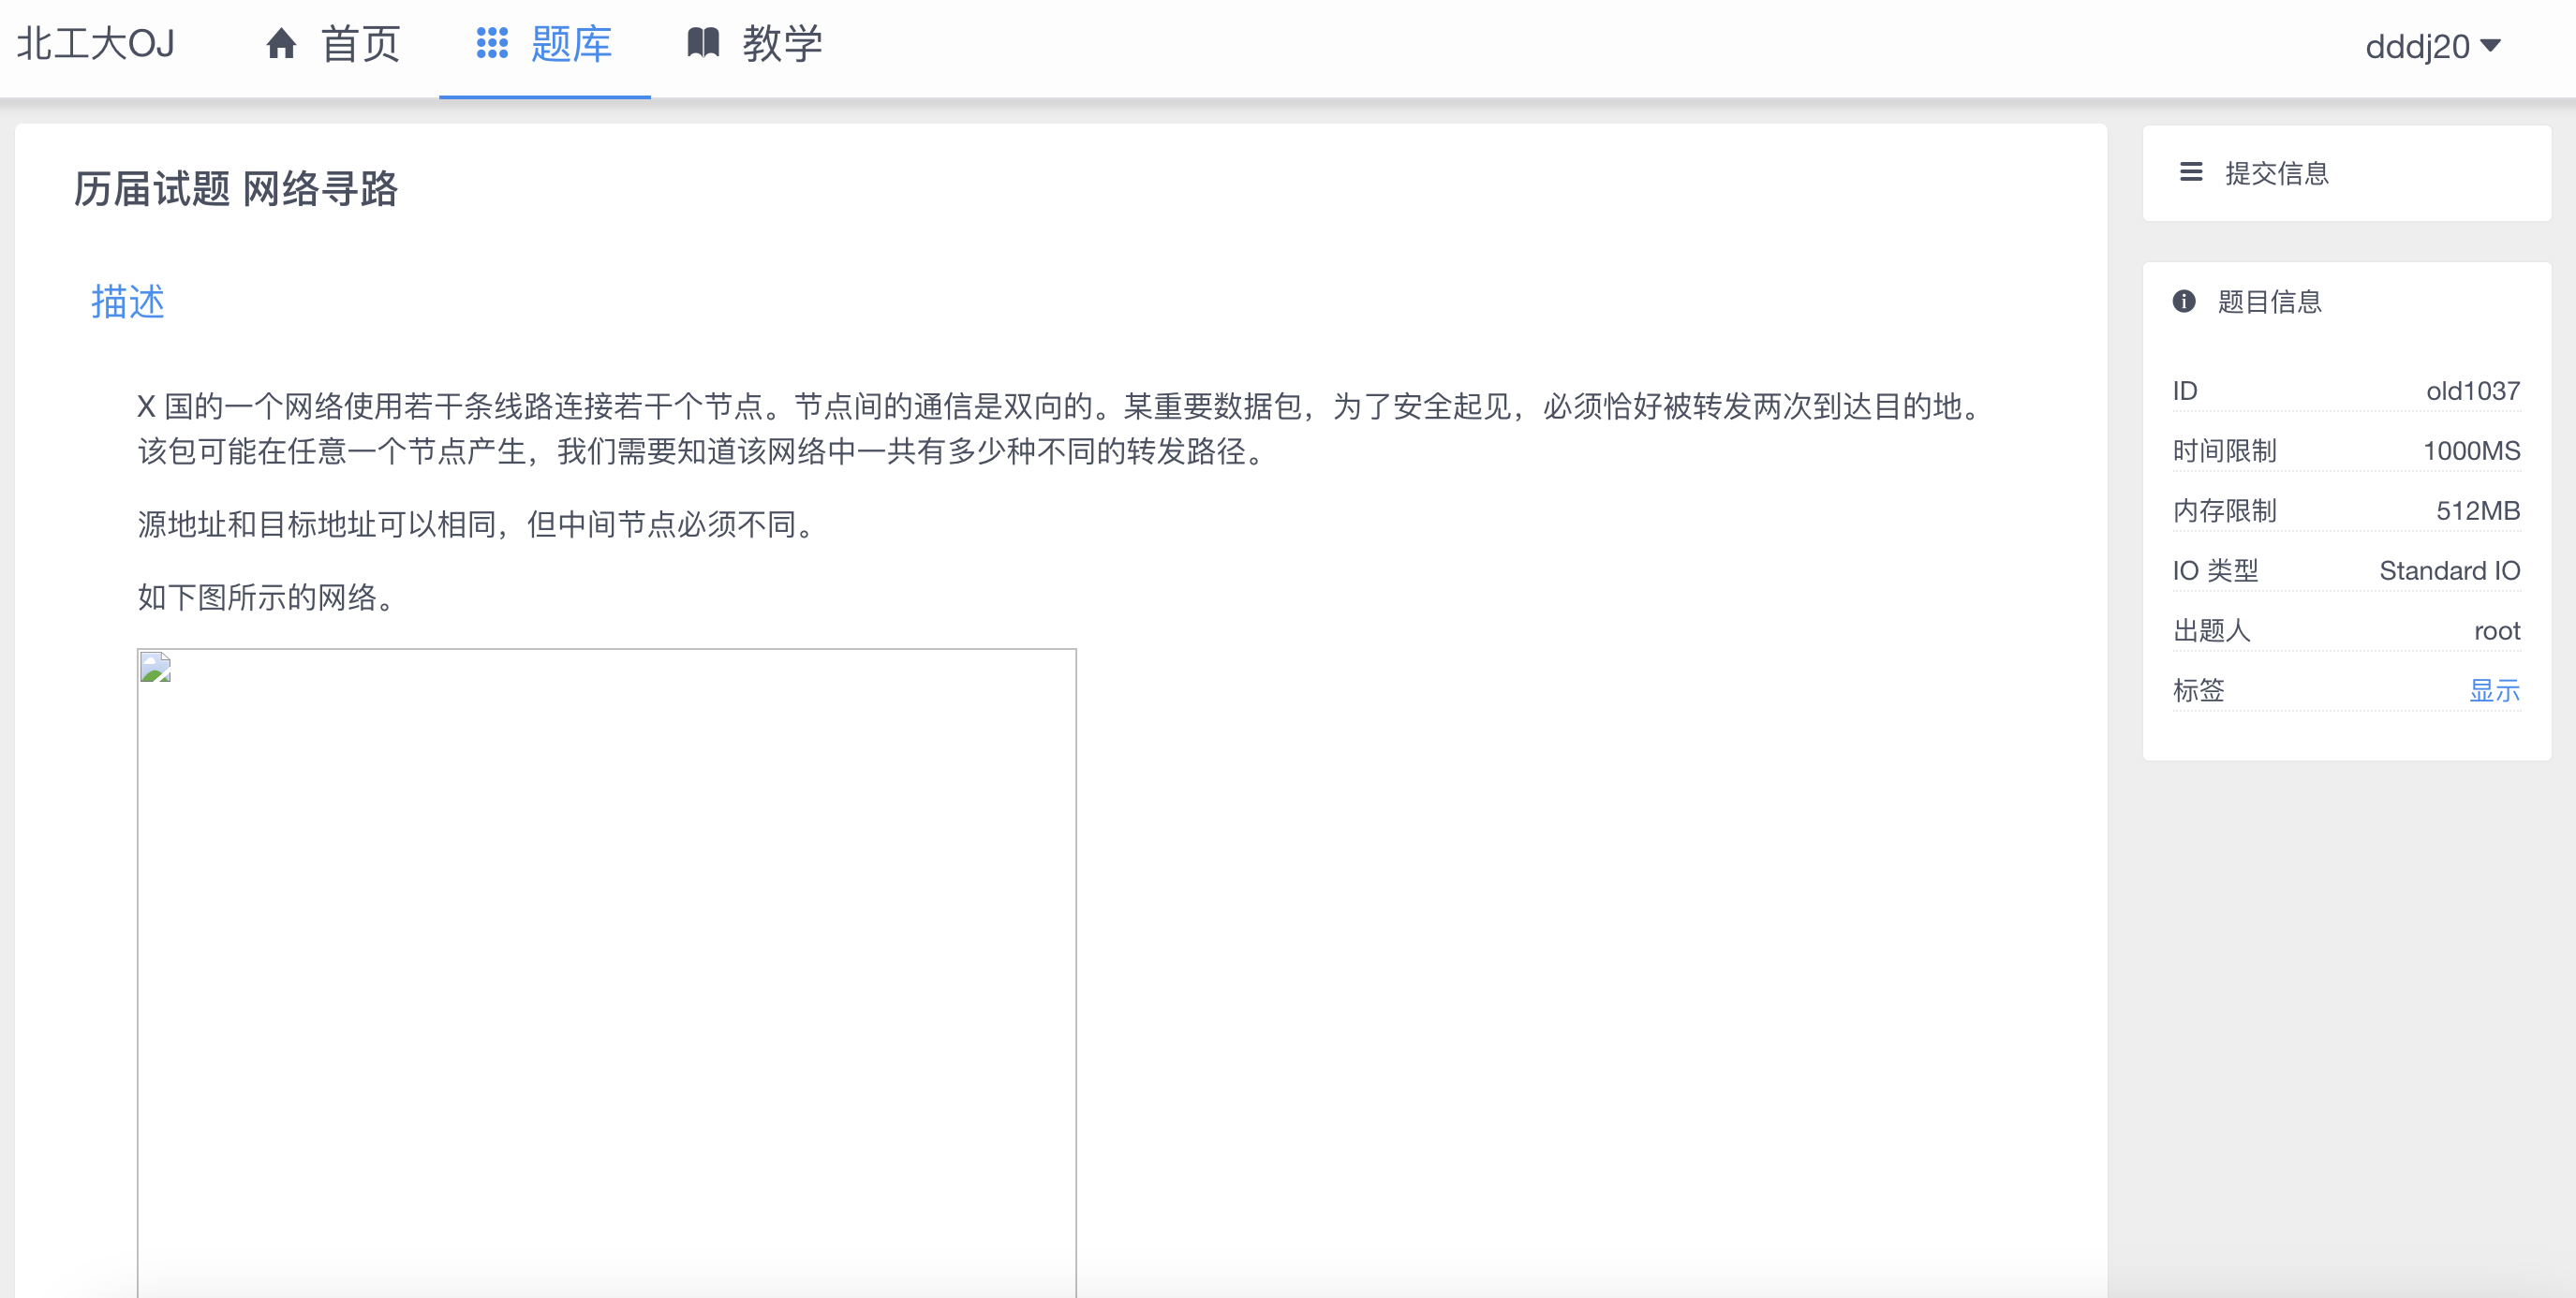 北工大OJ 首页 题库 教学 dddj20
历届试题 网络寻路
描述
X 国的一个网络使用若干条线路连接若干个节点。节点间的通信是双向的。某重要数据包，为了安全起见，必须恰好被转发两次到达目的地。
该包可能在任意一个节点产生，我们需要知道该网络中一共有多少种不同的转发路径。
源地址和目标地址可以相同，但中间节点必须不同。
如下图所示的网络。
提交信息
题目信息
ID old1037
时间限制 1000MS
内存限制 512MB
IO 类型 Standard IO
出题人 root
标签 显示